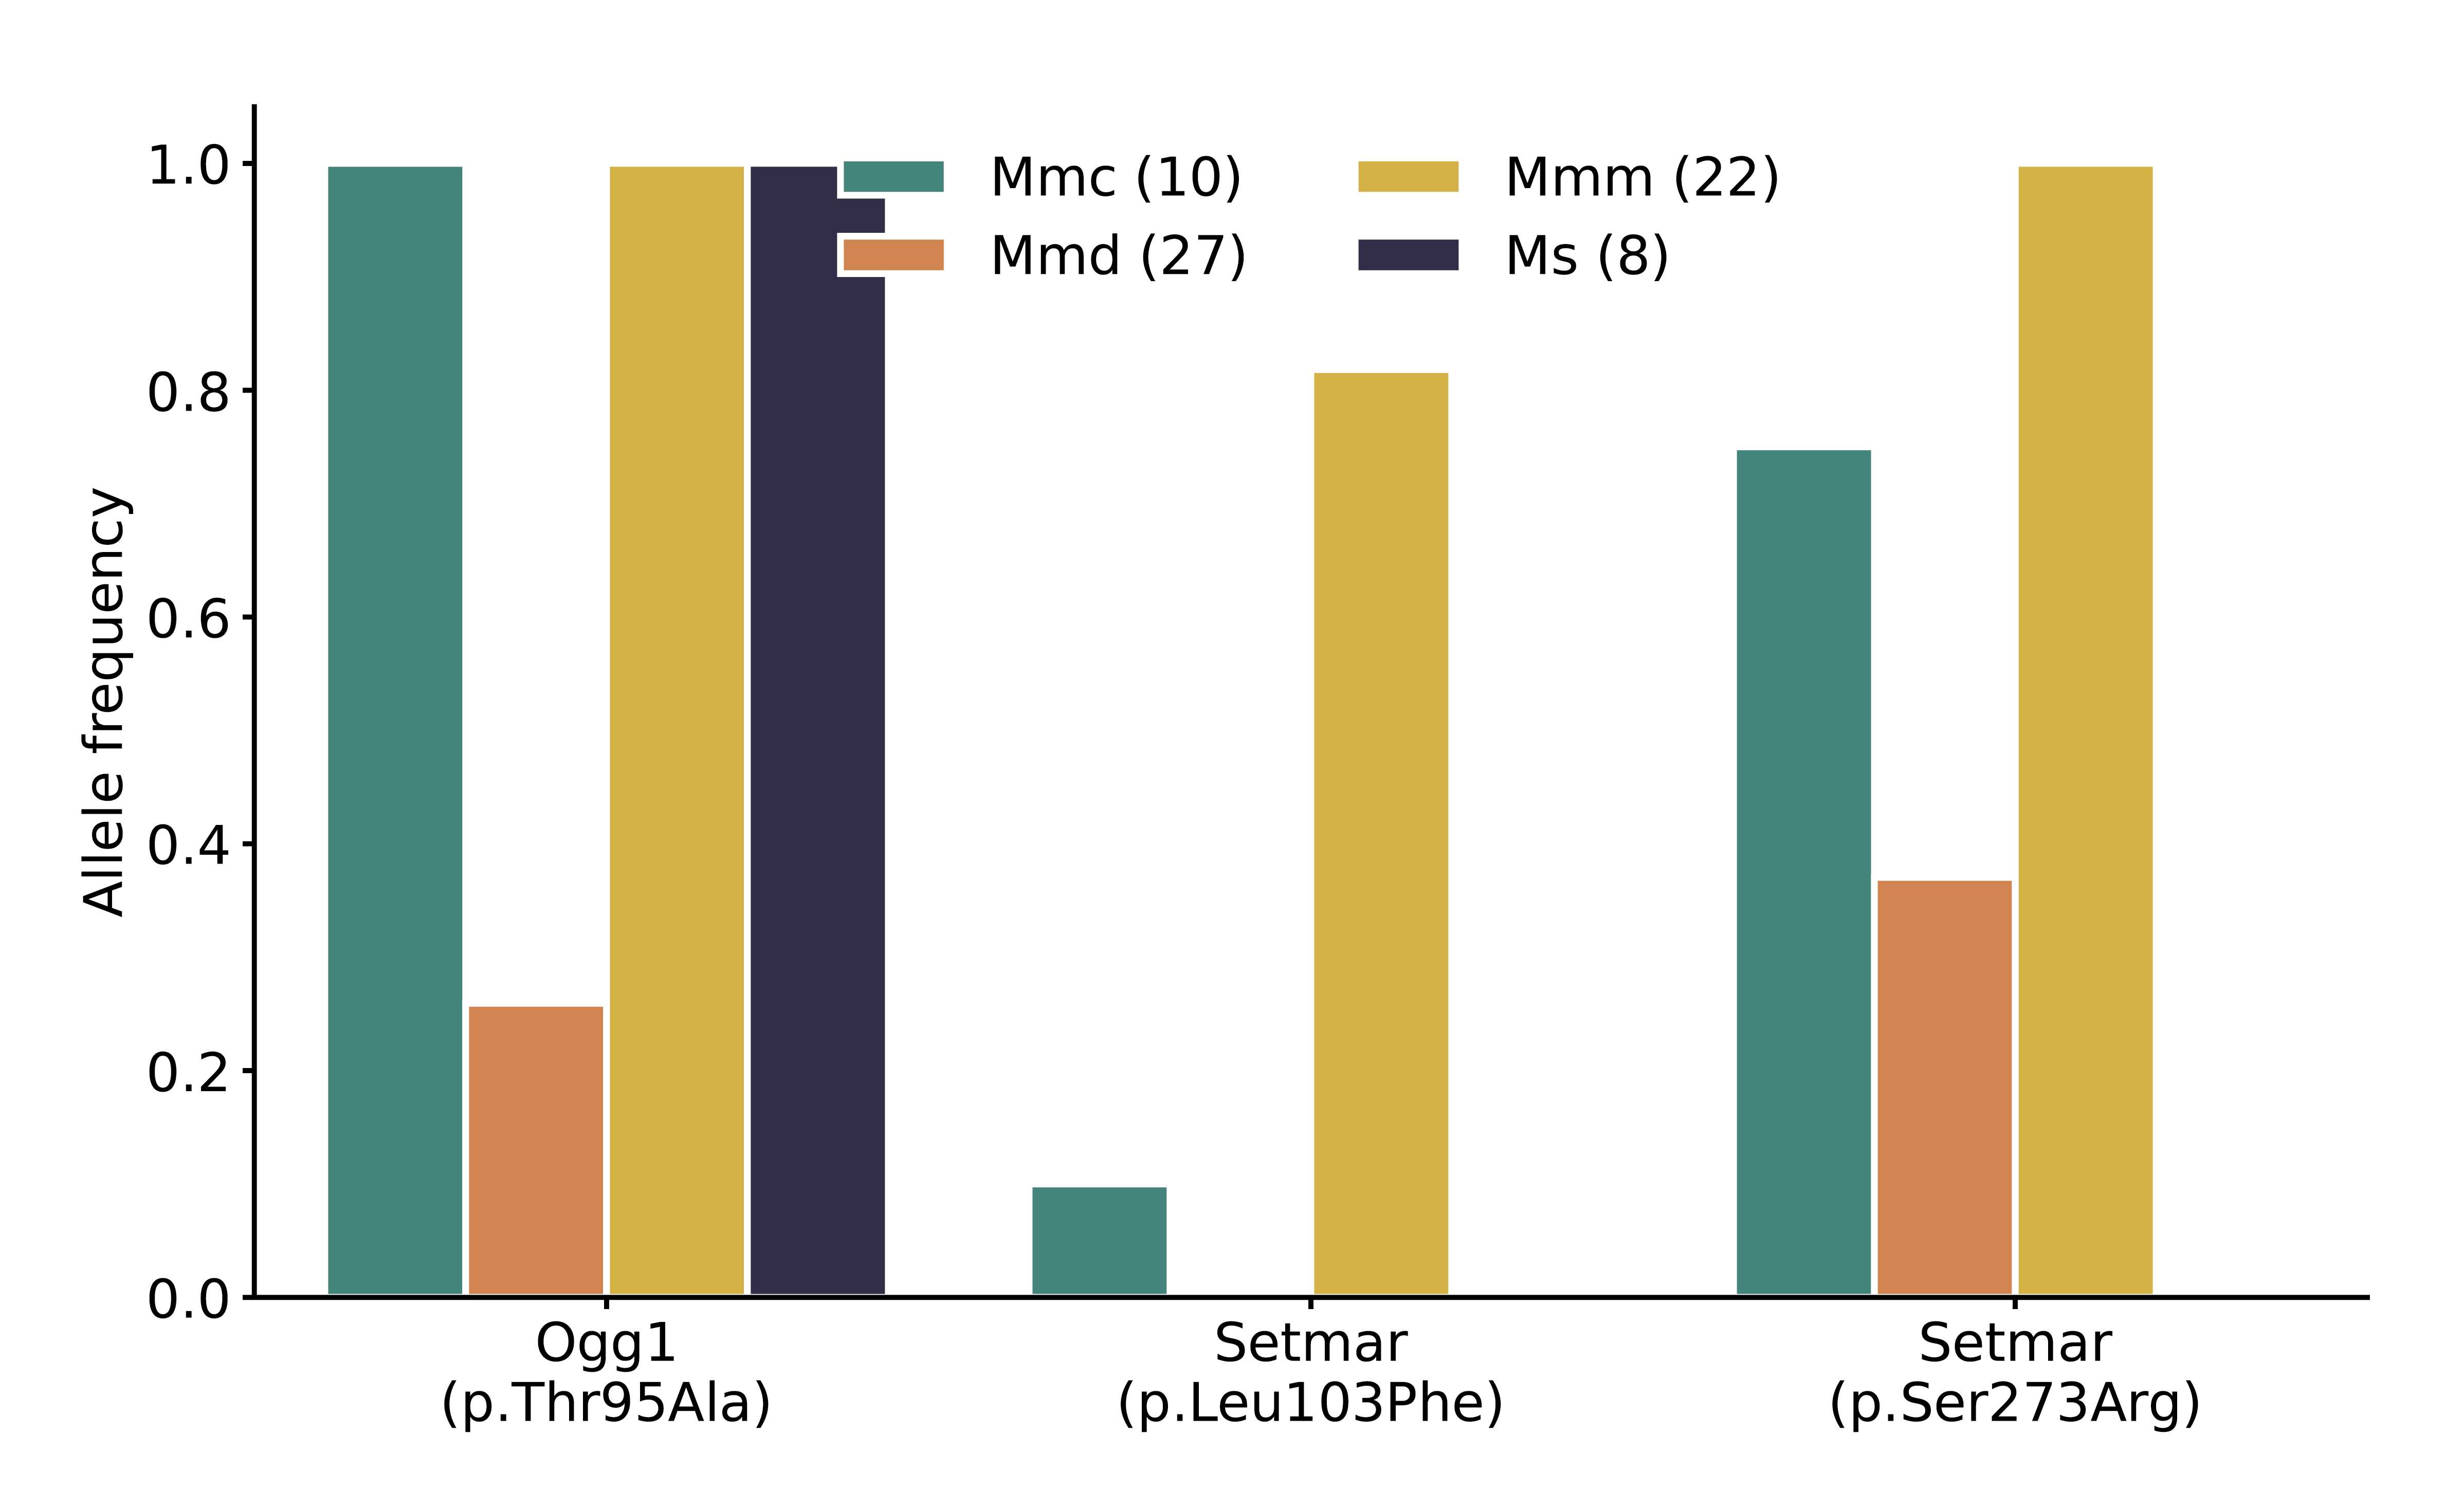 Allele frequency
1.0
0.8
0.6
0.4
0.2
0.0
Mmc (10)
Mmd (27)
Mmm (22)
Ms (8)
Ogg1
(p.Thr95Ala)
Setmar
(p.Leu103Phe)
Setmar
(p.Ser273Arg)